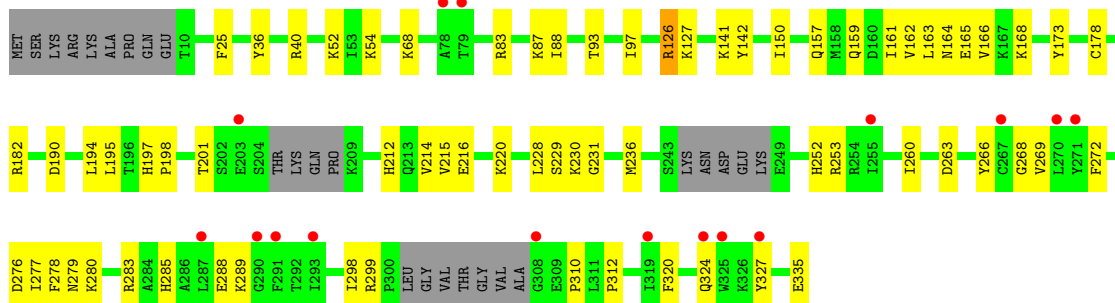 MET SER LYS ARG LYS ALA PRO GLN GLU T10 F25 Y36 R40 K52 I53 K54 K68 A78 T79 R83 K87 I88 T93 I97 R126 K127 K141 Y142 I150 Q157 M158 Q159 D160 I161 V162 L163 N164 E165 V166 K167 K168 Y173 C178
R182 D190 L194 L195 T196 H197 P198 T201 S202 E203 S204 THR LYS GLN PRO K209 H212 Q213 V214 V215 E216 K220 L228 S229 K230 G231 M236 S243 LYS ASN ASP GLU LYS E249 H252 R253 R254 I255 I260 D263 Y266 C267 G268 V269 L270 Y271 F272
D276 I277 F278 N279 K280 R283 A284 H285 A286 L287 E288 K289 G290 F291 T292 I293 I298 R299 P300 LEU GLY VAL THR GLY VAL ALA G308 E309 P310 L311 P312 I319 F320 Q324 W325 K326 Y327 E335